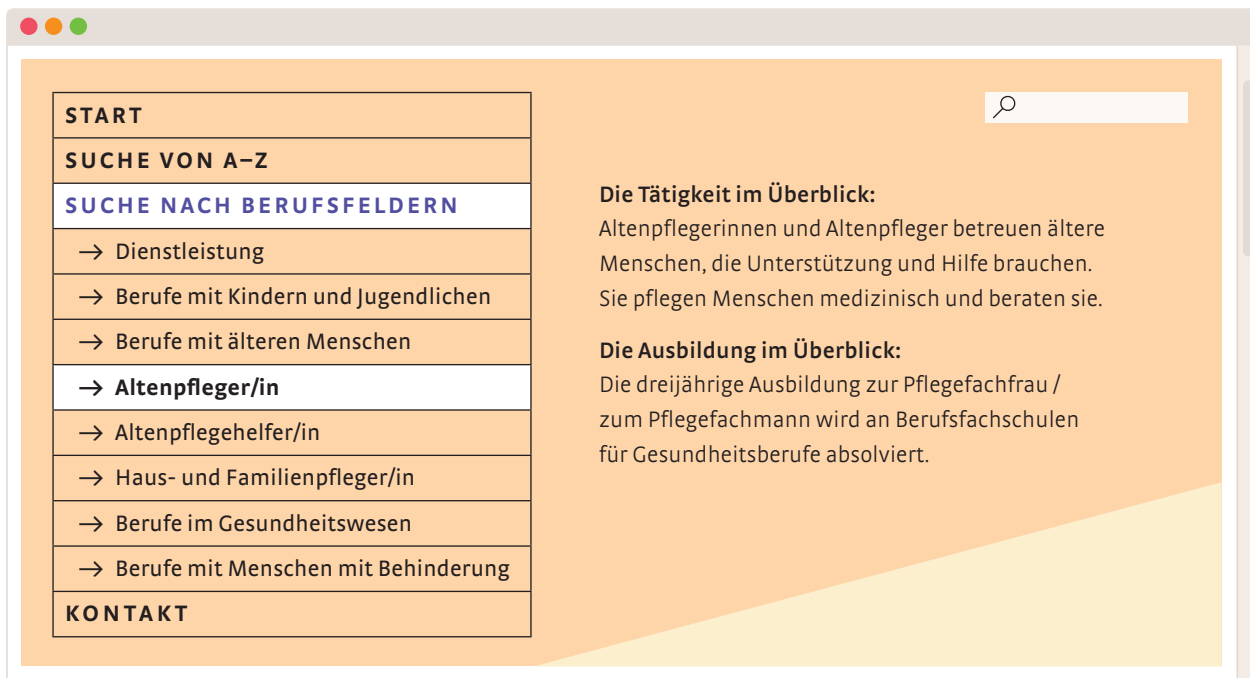 START
SUCHE VON A–Z
SUCHE NACH BERUFSFELDERN
→ Dienstleistung
→ Berufe mit Kindern und Jugendlichen
→ Berufe mit älteren Menschen
→ Altenpfleger/in
→ Altenpflegehelfer/in
→ Haus- und Familienpfleger/in
→ Berufe im Gesundheitswesen
→ Berufe mit Menschen mit Behinderung
KONTAKT
Die Tätigkeit im Überblick:
Altenpflegerinnen und Altenpfleger betreuen ältere
Menschen, die Unterstützung und Hilfe brauchen.
Sie pflegen Menschen medizinisch und beraten sie.
Die Ausbildung im Überblick:
Die dreijährige Ausbildung zur Pflegefachfrau /
zum Pflegefachmann wird an Berufsfachschulen
für Gesundheitsberufe absolviert.